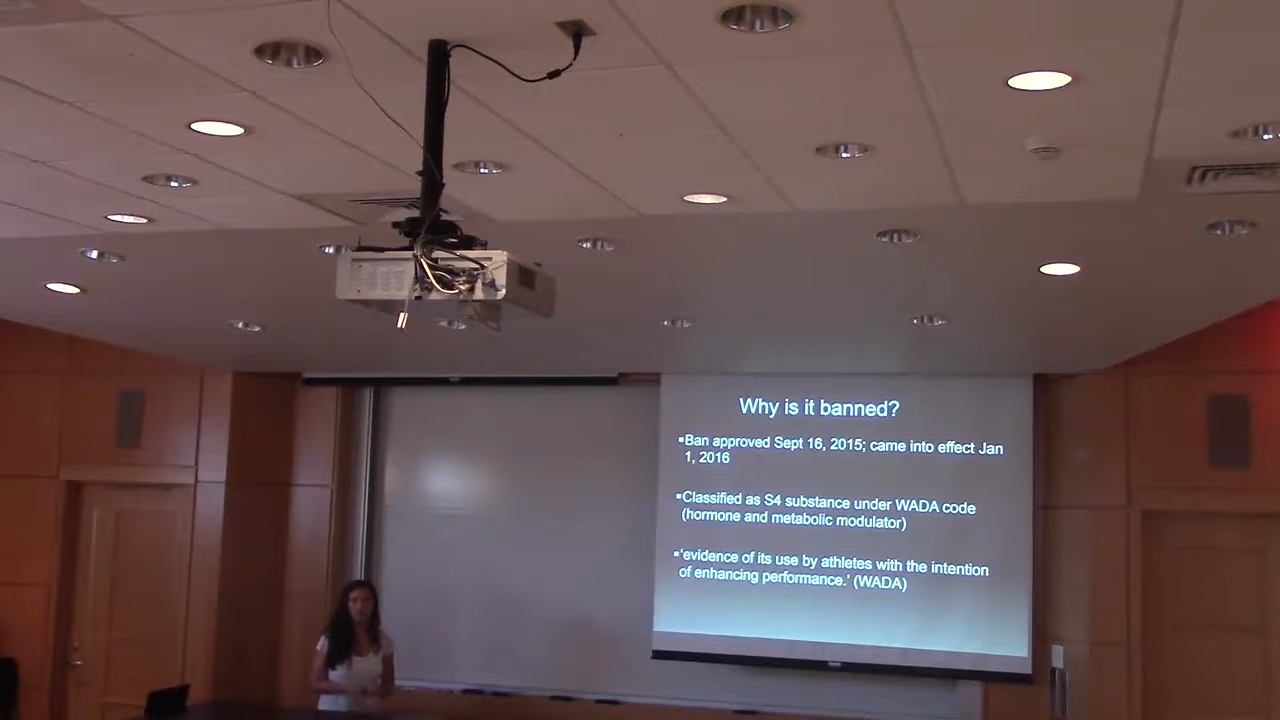 Why is it banned?
▪Ban approved Sept 16, 2015; came into effect Jan
1, 2016
▪Classified as S4 substance under WADA code
(hormone and metabolic modulator)
▪'evidence of its use by athletes with the intention
of enhancing performance.' (WADA)